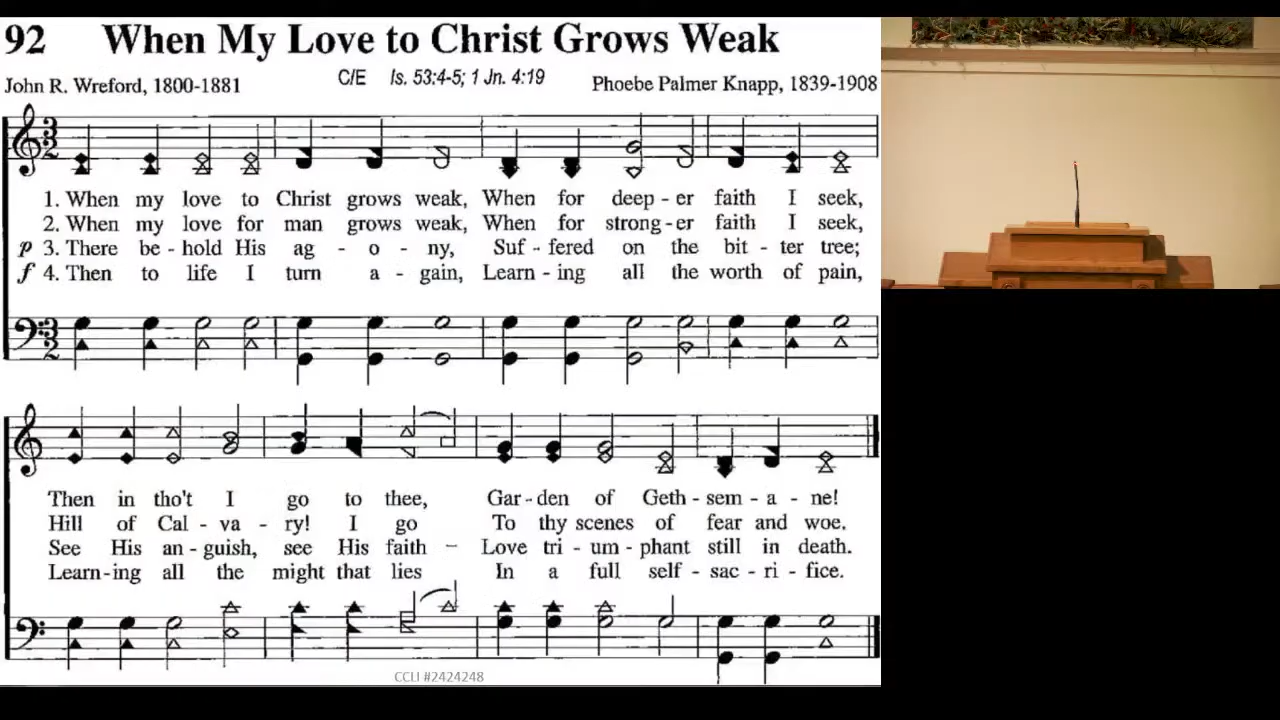 92 When My Love to Christ Grows Weak
John R. Wreford, 1800-1881 C/E Is. 53:4-5; 1 Jn. 4:19 Phoebe Palmer Knapp, 1839-1908
1. When my love to Christ grows weak, When for deep - er faith I seek,
2. When my love for man grows weak, When for strong - er faith I seek,
p 3. There be - hold His ag - o - ny, Suf - fered on the bit - ter tree;
f 4. Then to life I turn a - gain, Learn - ing all the worth of pain,
Then in tho't I go to thee, Gar - den of Geth - sem - a - ne!
Hill of Cal - va - ry! I go To thy scenes of fear and woe.
See His an - guish, see His faith – Love tri - um - phant still in death.
Learn - ing all the might that lies In a full self - sac - ri - fice.
CCLI #2424248